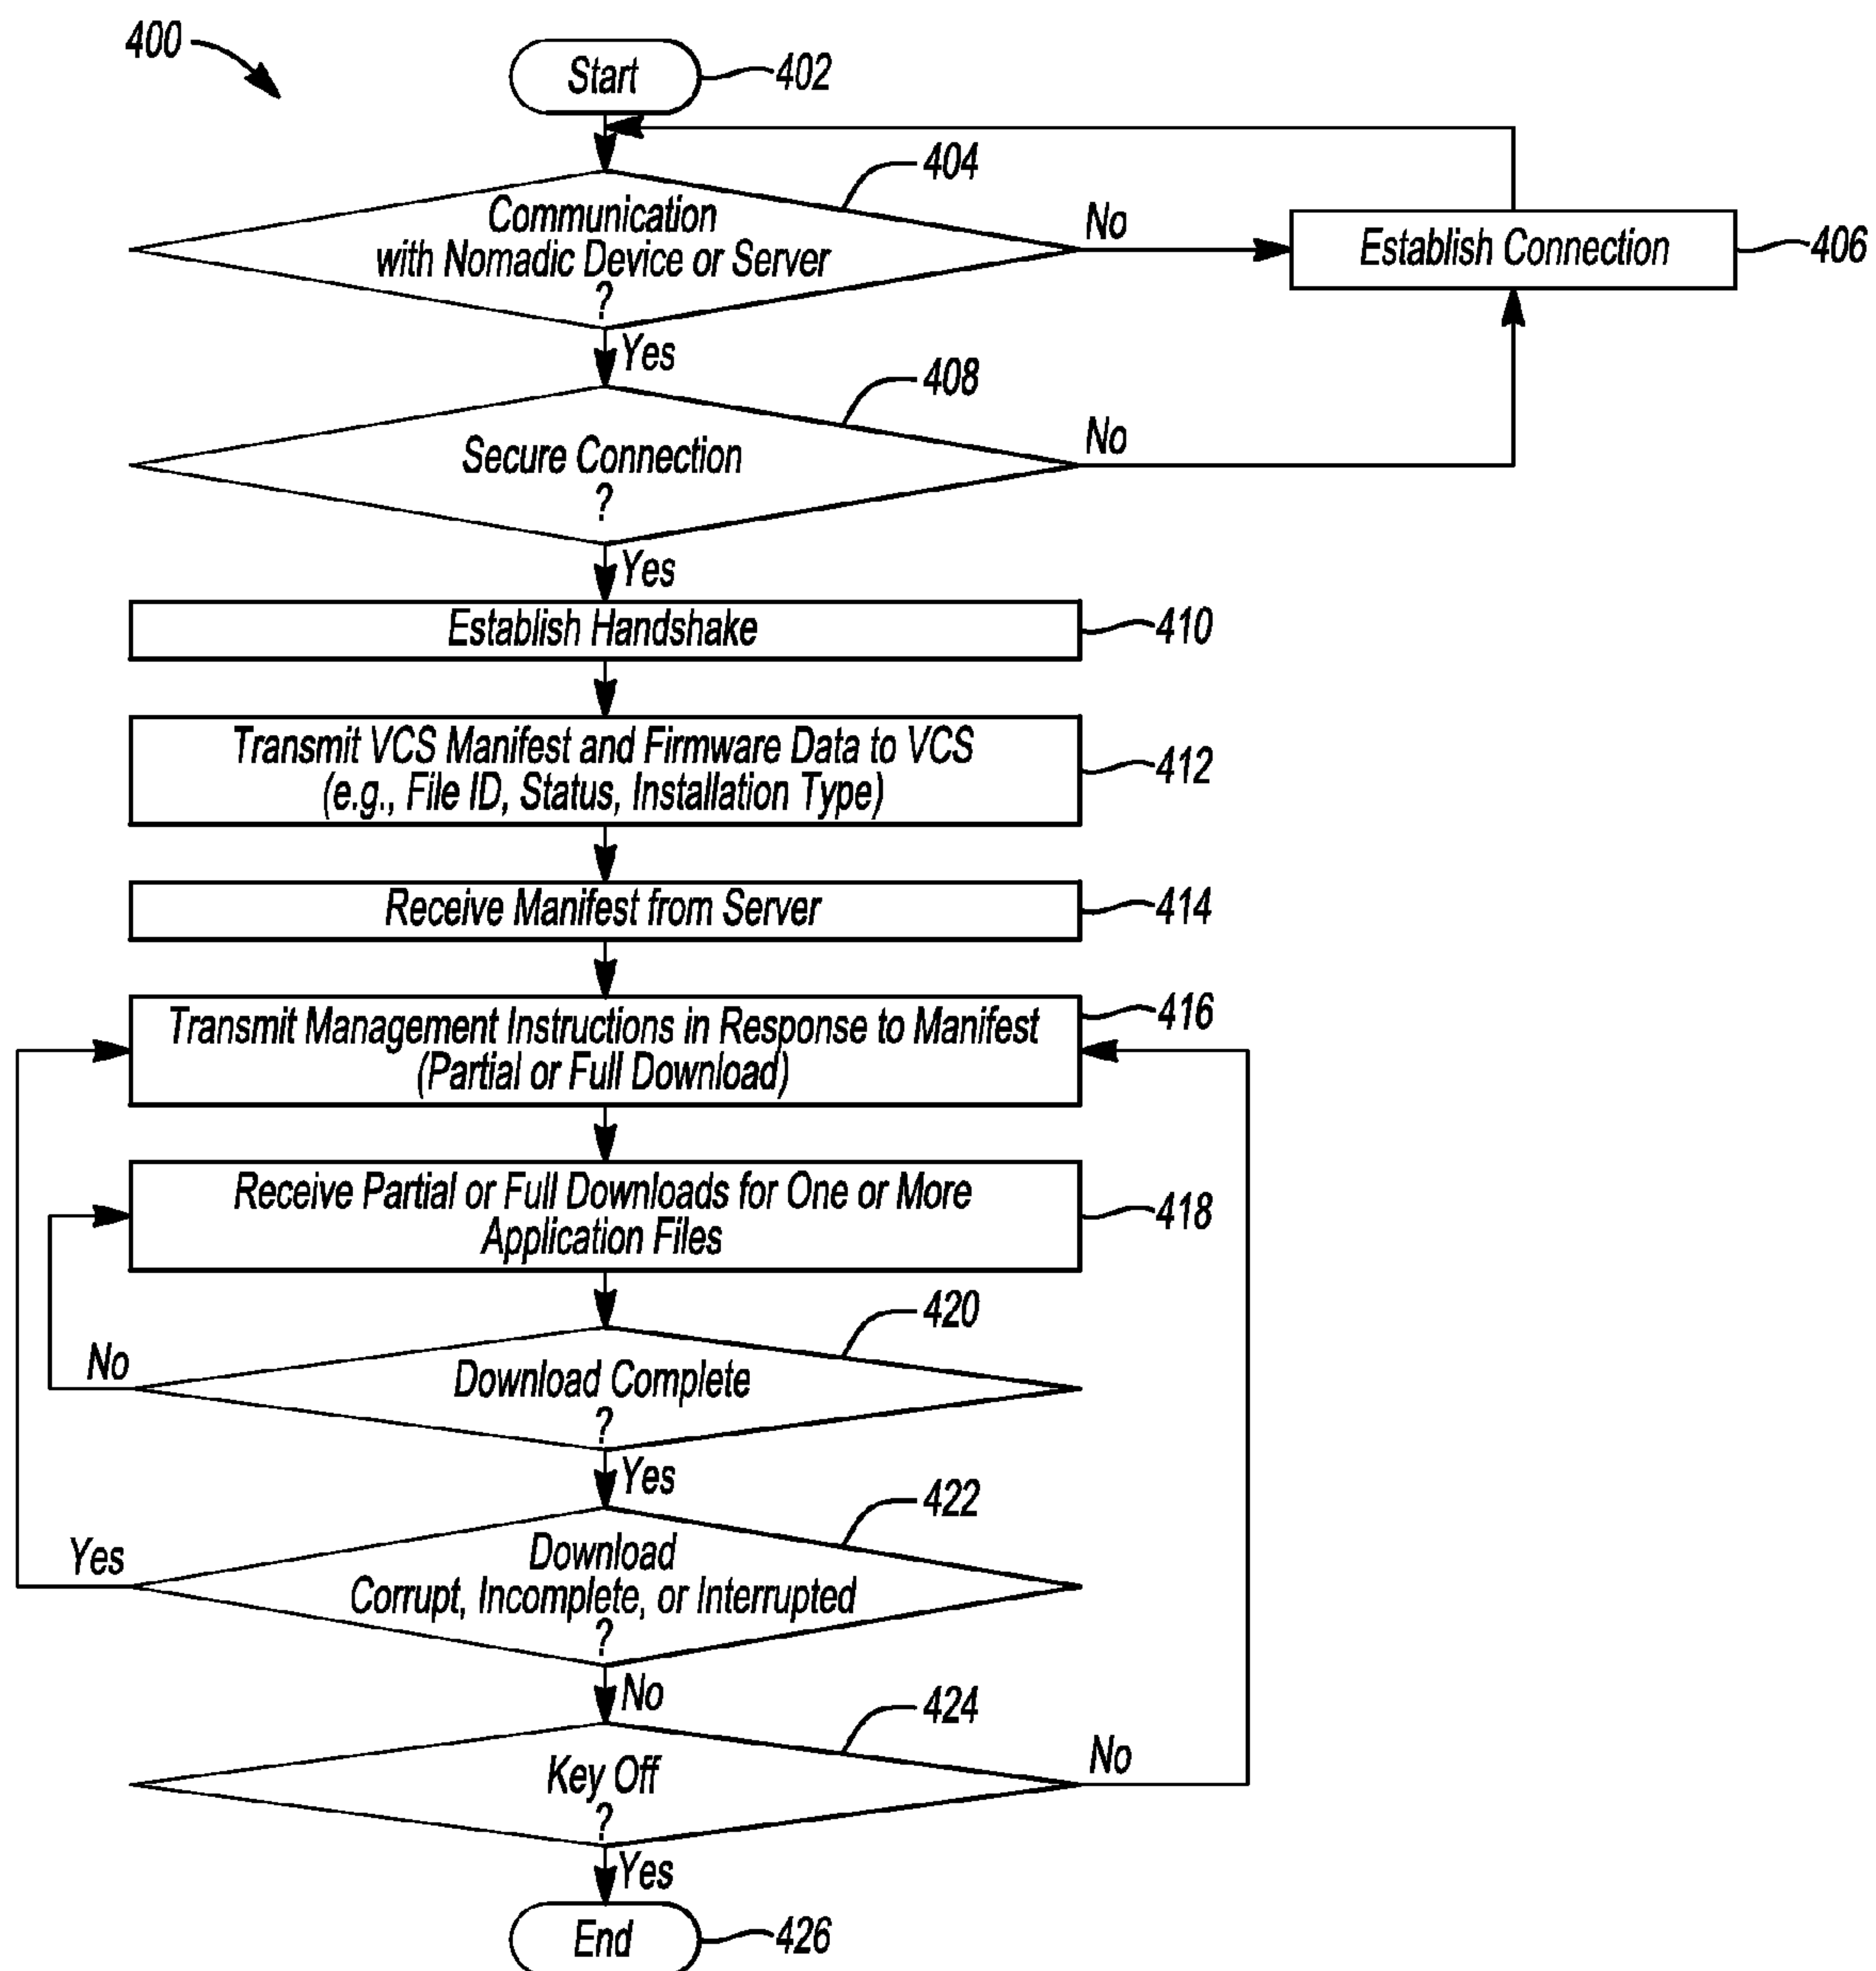 400
Start
402
404
Communication
with Nomadic Device or Server
?
No
Establish Connection
406
Yes
408
Secure Connection
?
No
Yes
Establish Handshake
410
Transmit VCS Manifest and Firmware Data to VCS
(e.g., File ID, Status, Installation Type)
412
Receive Manifest from Server
414
Transmit Management Instructions in Response to Manifest
(Partial or Full Download)
416
Receive Partial or Full Downloads for One or More
Application Files
418
420
Download Complete
?
No
Yes
422
Download
Corrupt, Incomplete, or Interrupted
?
Yes
No
424
Key Off
?
No
Yes
End
426